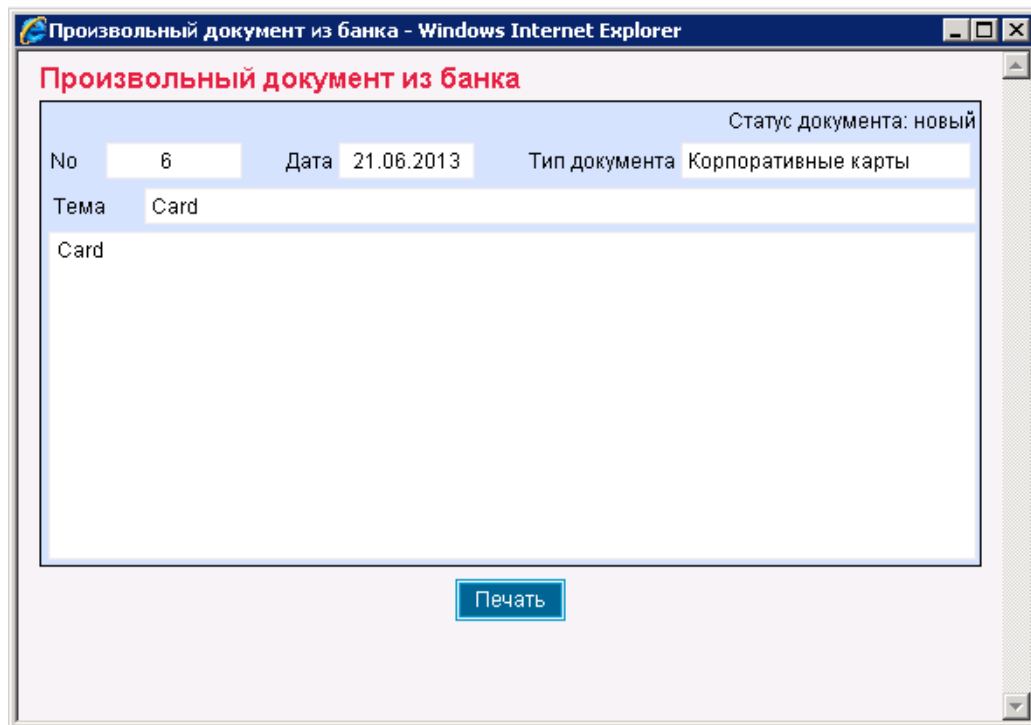 Произвольный документ из банка - Windows Internet Explorer
Произвольный документ из банка
Статус документа: новый
No 6 Дата 21.06.2013 Тип документа Корпоративные карты
Тема Card
Card
Печать